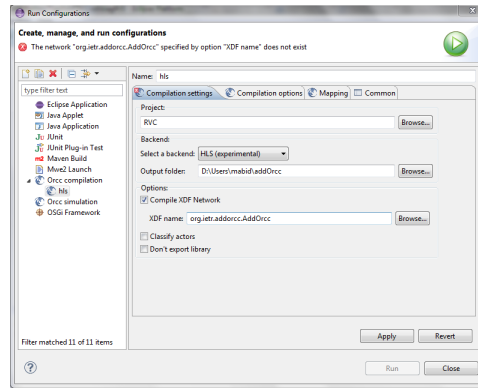 Run Configurations
Create, manage, and run configurations
The network "org.ietr.addorcc.AddOrcc" specified by option "XDF name" does not exist
type filter text
Eclipse Application
Java Applet
Java Application
Ju JUnit
JUnit Plug-in Test
m2 Maven Build
Mwe2 Launch
Orcc compilation
hls
Orcc simulation
OSGi Framework
Filter matched 11 of 11 items
Name: hls
Compilation settings Compilation options Mapping Common
Project:
RVC Browse...
Backend:
Select a backend: HLS (experimental)
Output folder: D:\Users\mabid\addOrcc Browse...
Options:
Compile XDF Network
XDF name: org.ietr.addorcc.AddOrcc Browse...
Classify actors
Don't export library
Apply Revert
? Run Close